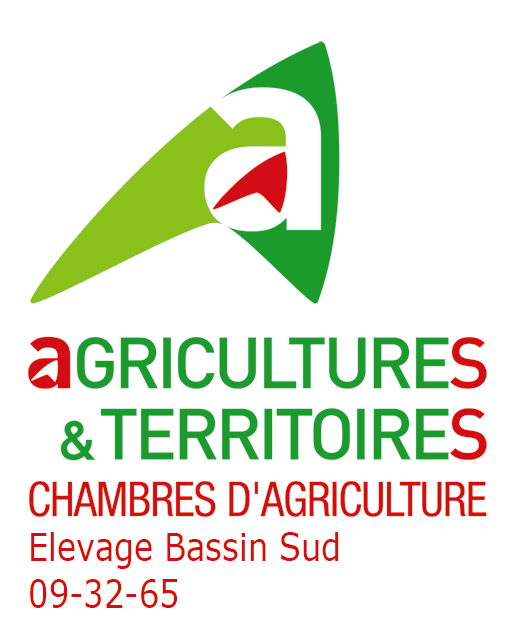 a
aGRICULTURES
& TERRITOIRES
CHAMBRES D'AGRICULTURE
Elevage Bassin Sud
09-32-65